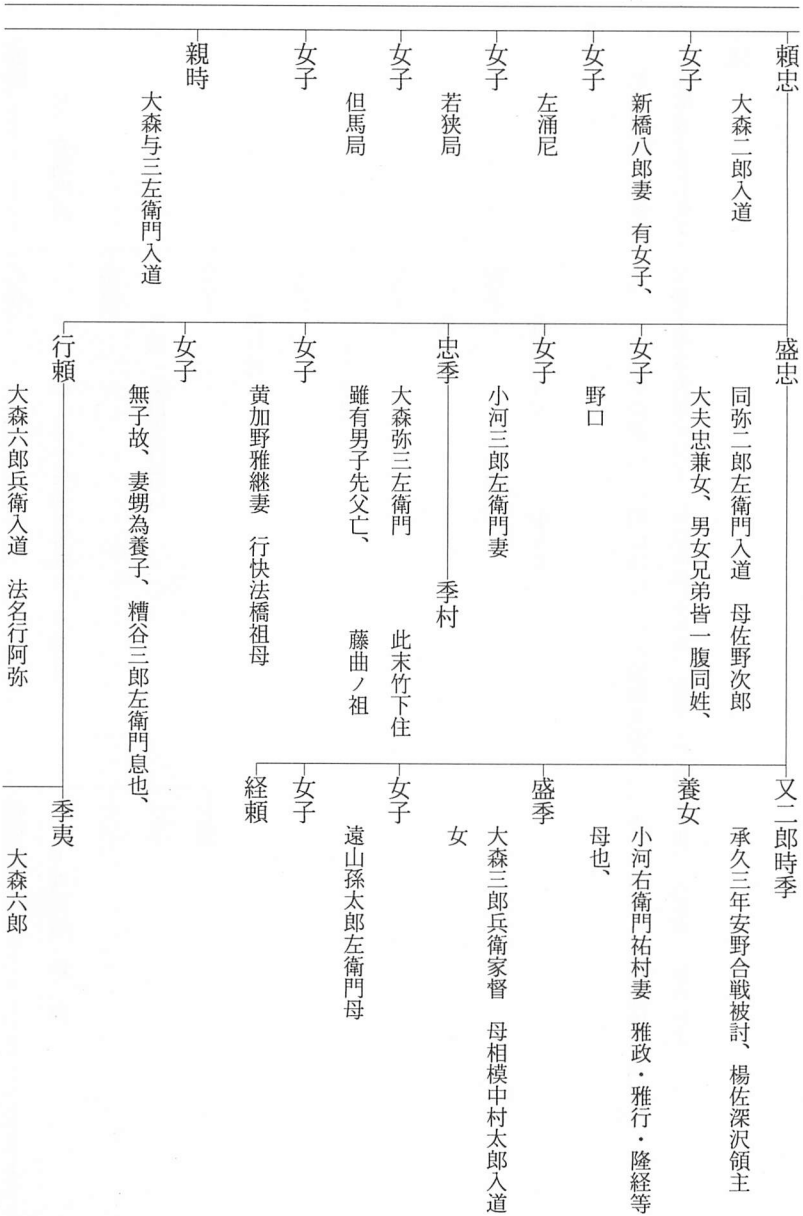 頼忠
大森二郎入道
女子
新橋八郎妻　有女子、
女子
左涌尼
女子
若狭局
女子
但馬局
女子
親時
大森与三左衛門入道
盛忠
同弥二郎左衛門入道　母佐野次郎
大夫忠兼女、男女兄弟皆一腹同姓、
女子
野口
女子
小河三郎左衛門妻
忠季
大森弥三左衛門
雖有男子先父亡、
季村
此末竹下住
藤曲ノ祖
女子
黄加野雅継妻　行快法橋祖母
女子
無子故、妻甥為養子、糟谷三郎左衛門息也、
行頼
大森六郎兵衛入道　法名行阿弥
又二郎時季
承久三年安野合戦被討、楊佐深沢領主
養女
小河右衛門祐村妻　雅政・雅行・隆経等
母也、
盛季
大森三郎兵衛家督　母相模中村太郎入道
女
女子
遠山孫太郎左衛門母
女子
経頼
季夷
大森六郎